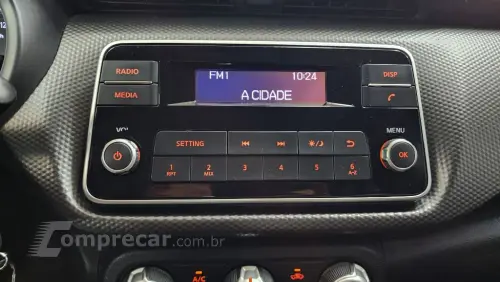 12
RADIO
FM1 10:24
DISP
MEDIA
A CIDADE
VOL
MENU
SETTING
OK
1 2 3 4 5 6
RPT MIX A-Z
Comprecar.com.br
A/C